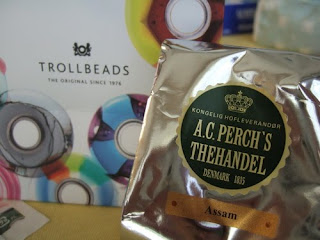 TROLLBEADS
THE ORIGINAL SINCE 1976
KONGELIG HOFLEVERANDØR
A.C. PERCH'S
THEHANDEL
DENMARK 1835
Assam